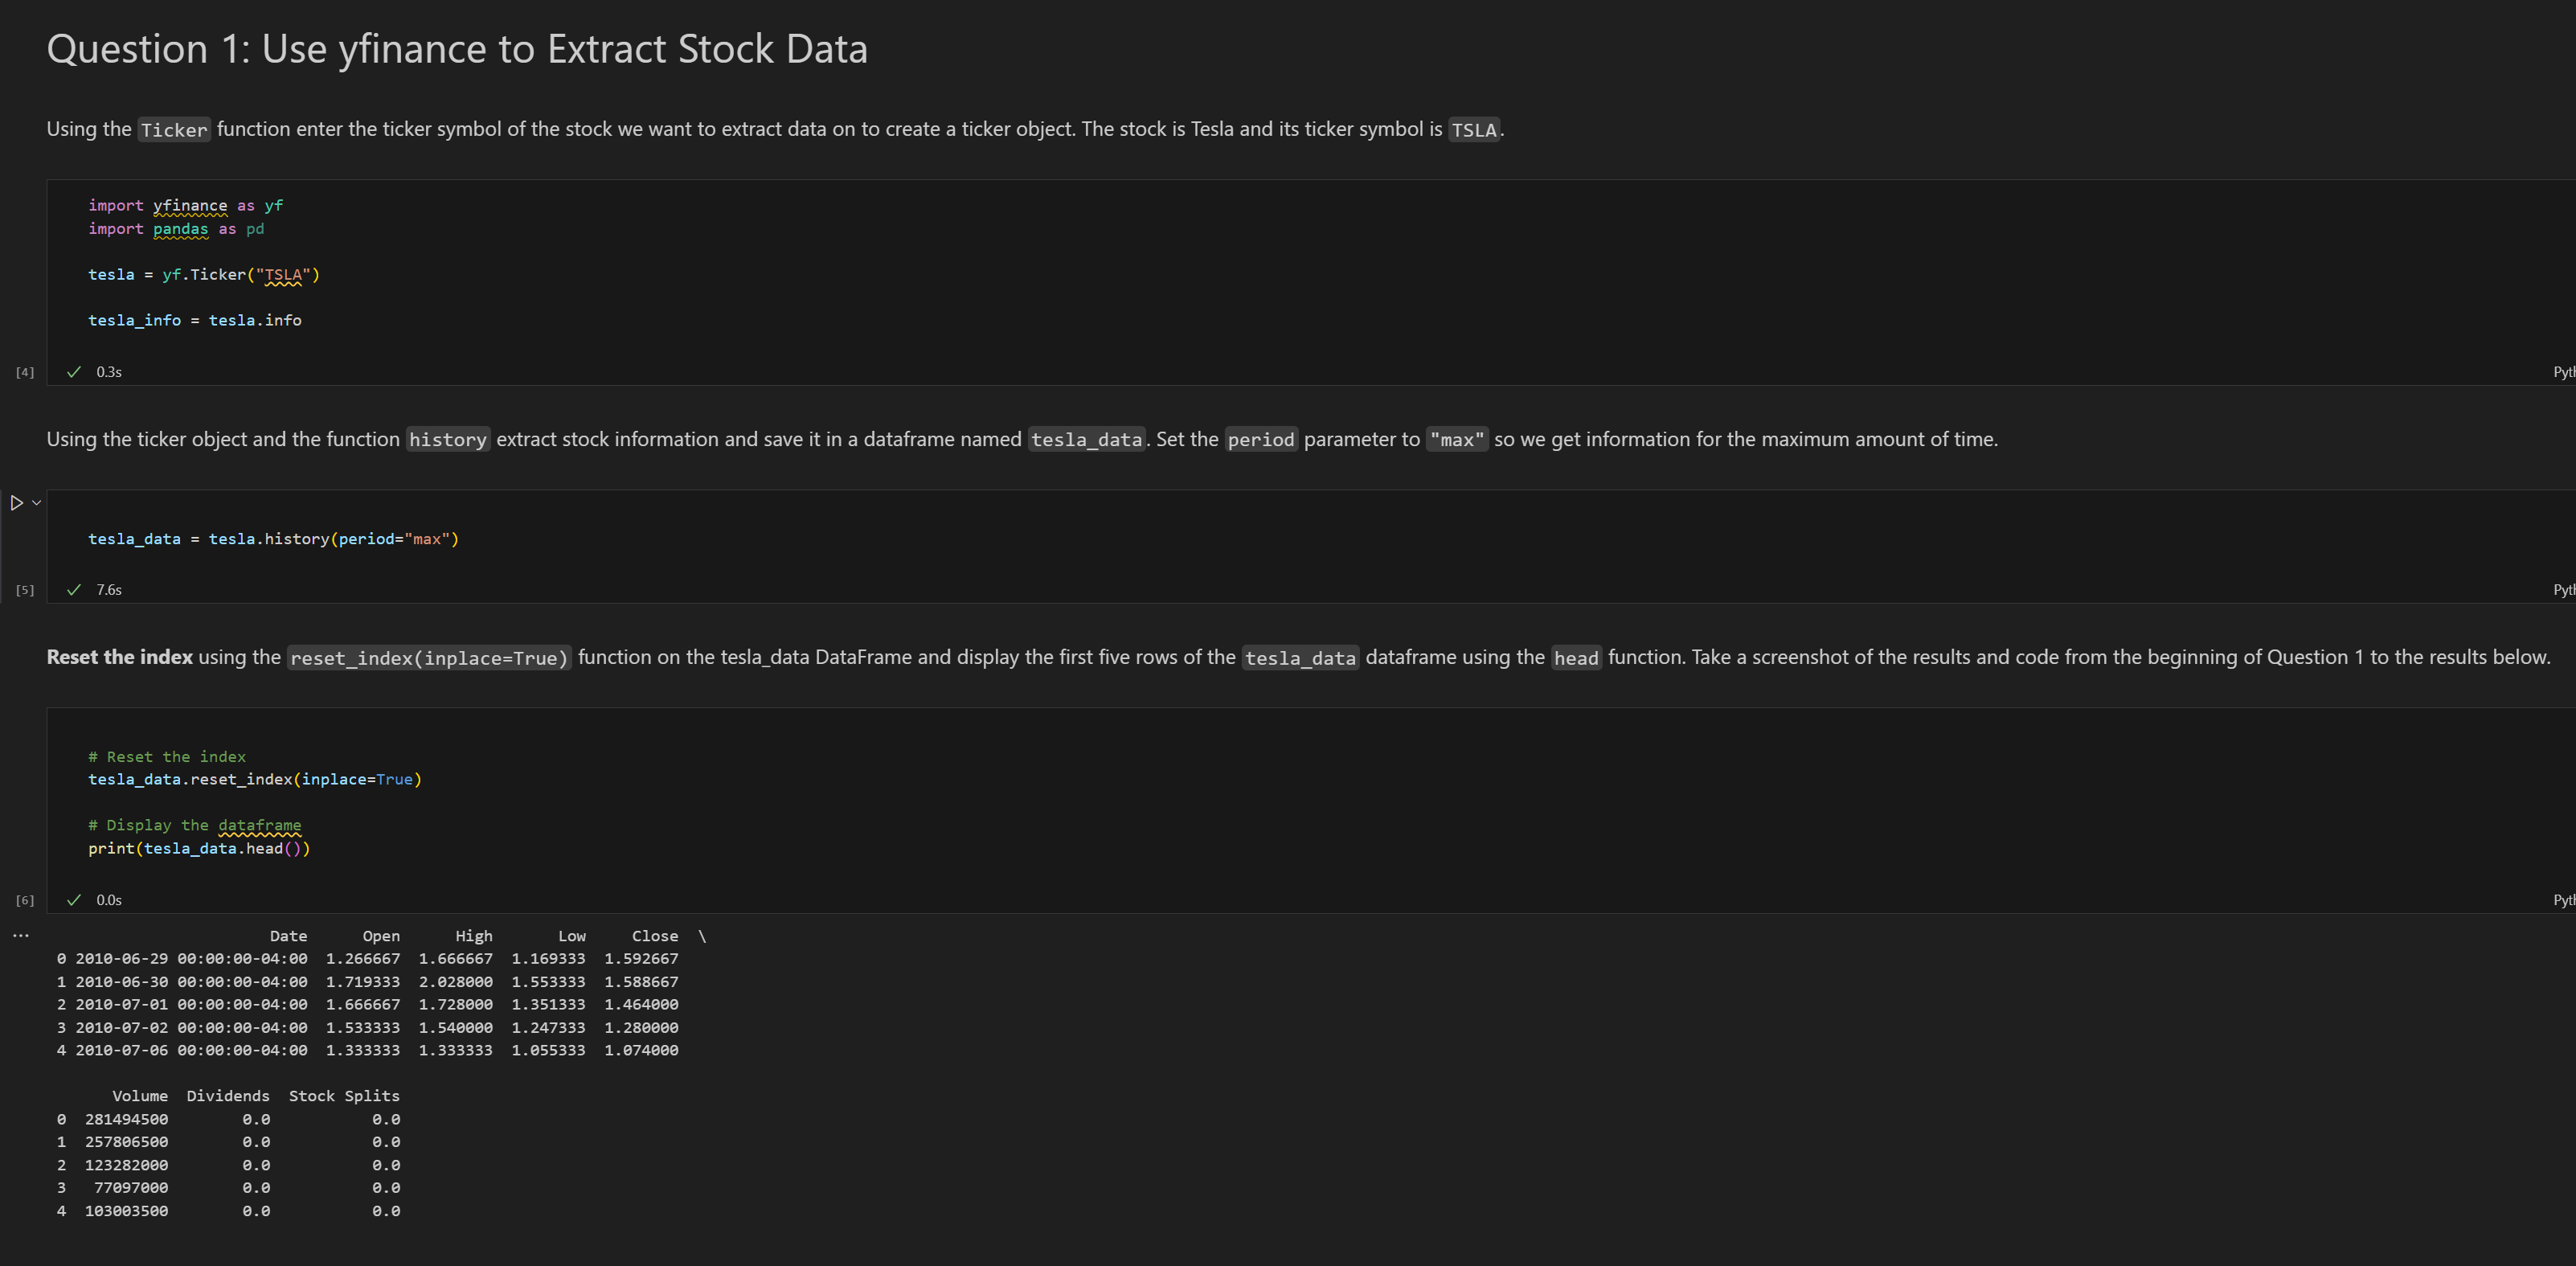 Question 1: Use yfinance to Extract Stock Data
Using the Ticker function enter the ticker symbol of the stock we want to extract data on to create a ticker object. The stock is Tesla and its ticker symbol is TSLA.
import yfinance as yf
import pandas as pd
tesla = yf.Ticker("TSLA")
tesla_info = tesla.info
[4] 0.3s Pyth
Using the ticker object and the function history extract stock information and save it in a dataframe named tesla_data. Set the period parameter to "max" so we get information for the maximum amount of time.
tesla_data = tesla.history(period="max")
[5] 7.6s Pyth
Reset the index using the reset_index(inplace=True) function on the tesla_data DataFrame and display the first five rows of the tesla_data dataframe using the head function. Take a screenshot of the results and code from the beginning of Question 1 to the results below.
# Reset the index
tesla_data.reset_index(inplace=True)
# Display the dataframe
print(tesla_data.head())
[6] 0.0s Pyth
... Date Open High Low Close \
0 2010-06-29 00:00:00-04:00 1.266667 1.666667 1.169333 1.592667
1 2010-06-30 00:00:00-04:00 1.719333 2.028000 1.553333 1.588667
2 2010-07-01 00:00:00-04:00 1.666667 1.728000 1.351333 1.464000
3 2010-07-02 00:00:00-04:00 1.533333 1.540000 1.247333 1.280000
4 2010-07-06 00:00:00-04:00 1.333333 1.333333 1.055333 1.074000
Volume Dividends Stock Splits
0 281494500 0.0 0.0
1 257806500 0.0 0.0
2 123282000 0.0 0.0
3 77097000 0.0 0.0
4 103003500 0.0 0.0